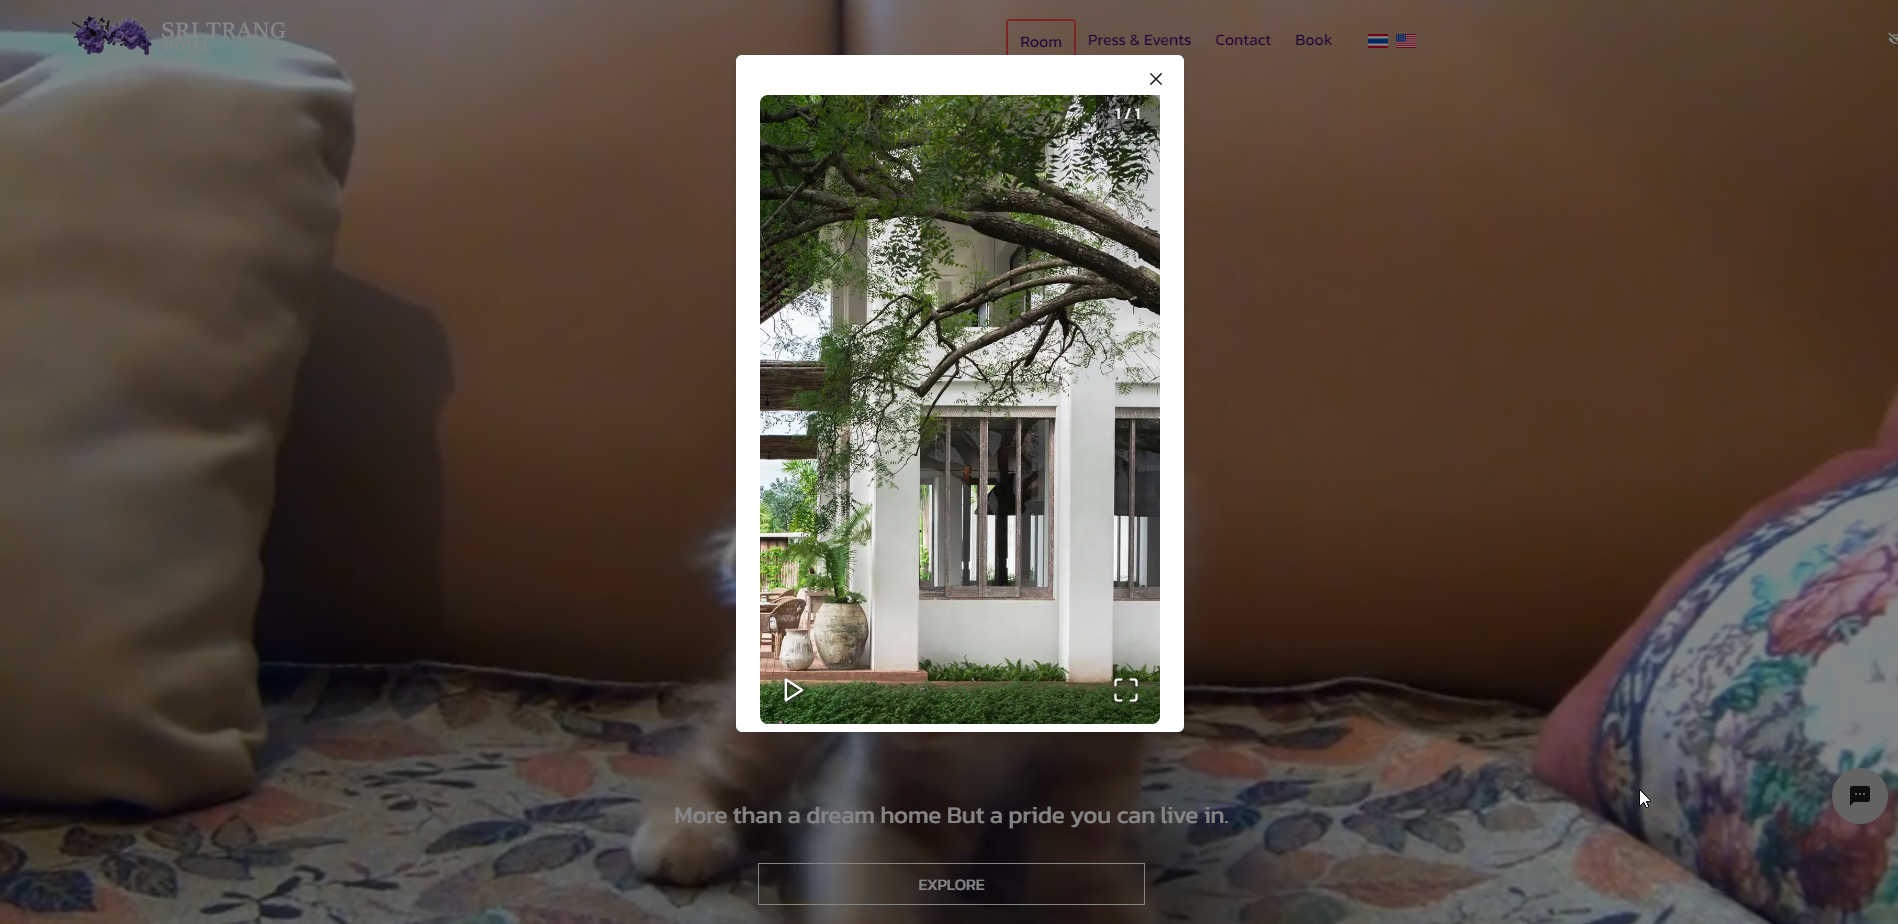 SRI TRANG
HOTEL
Room
Press & Events
Contact
Book
1 / 1
More than a dream home But a pride you can live in.
EXPLORE